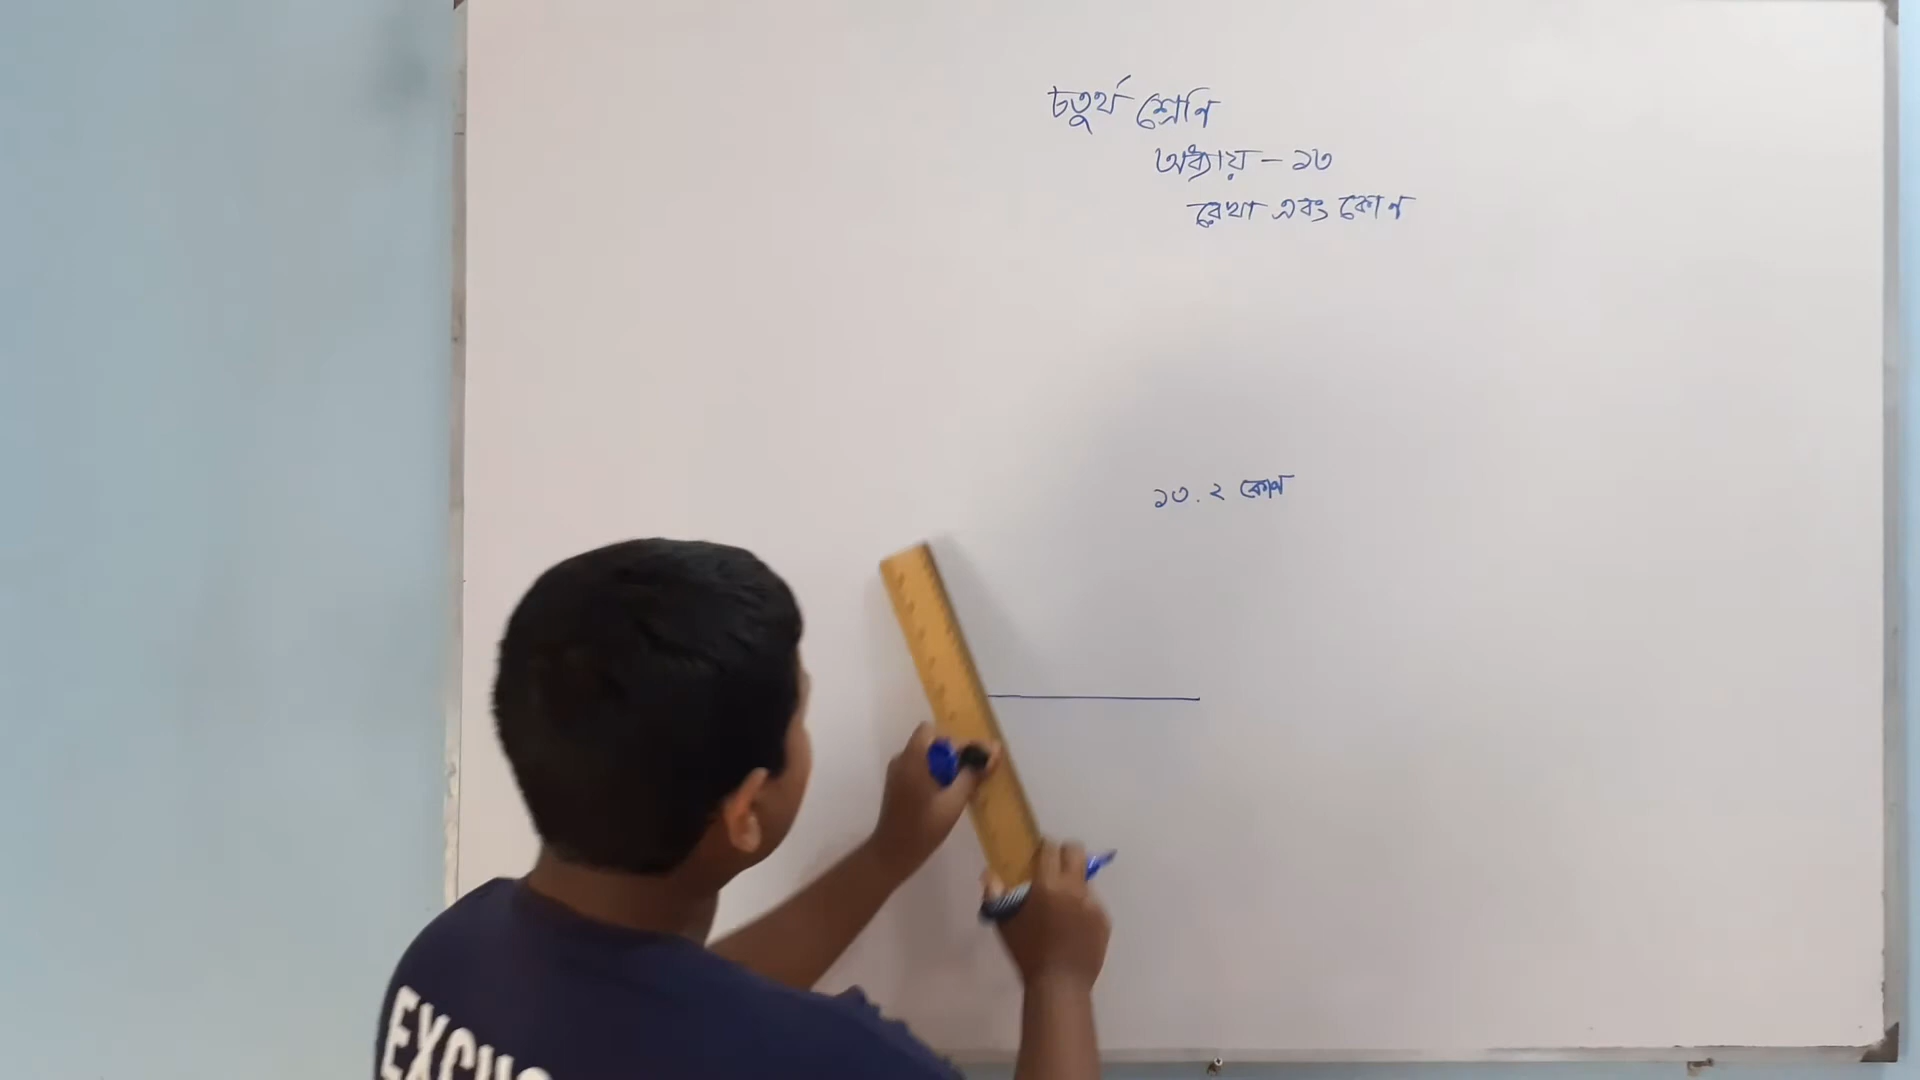 চতুর্থ শ্রেনি
অধ্যায় - ১৩
রেখা এবং কোণ
১৩.২ কোণ